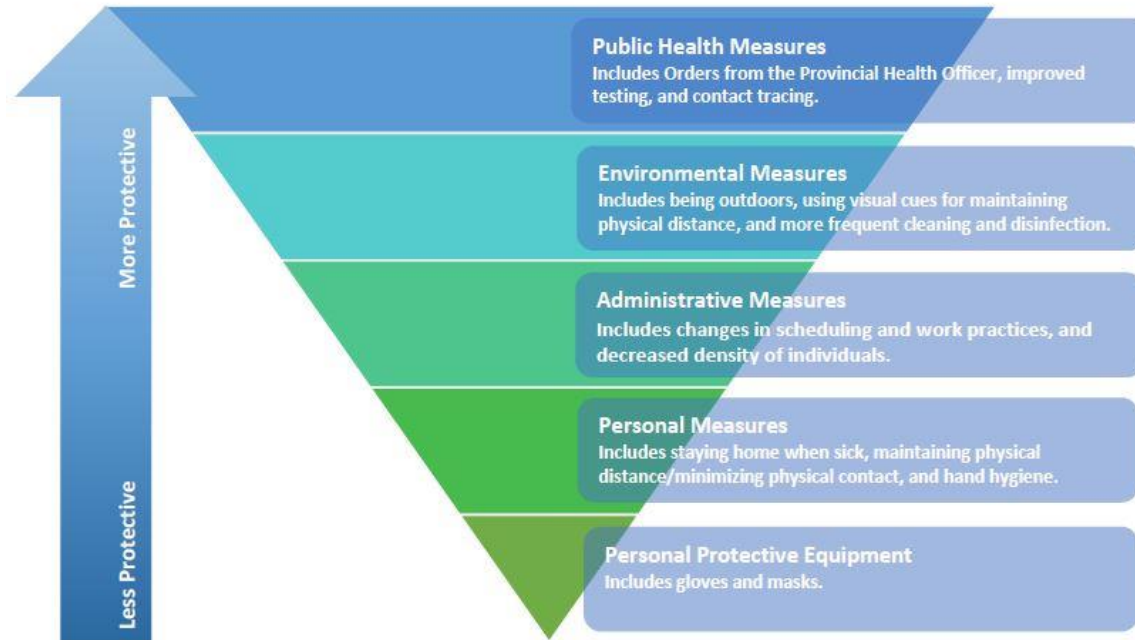 Public Health Measures
Includes Orders from the Provincial Health Officer, improved
testing, and contact tracing.
More Protective
Environmental Measures
Includes being outdoors, using visual cues for maintaining
physical distance, and more frequent cleaning and disinfection.
Administrative Measures
Includes changes in scheduling and work practices, and
decreased density of individuals.
Personal Measures
Includes staying home when sick, maintaining physical
distance/minimizing physical contact, and hand hygiene.
Less Protective
Personal Protective Equipment
Includes gloves and masks.